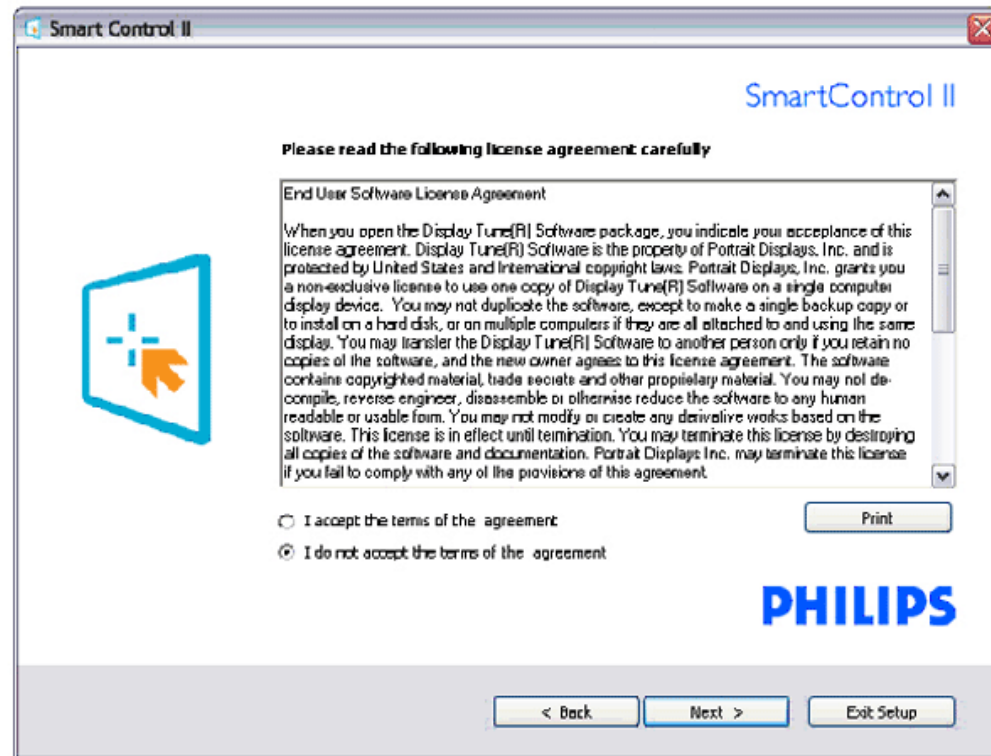 Smart Control II
SmartControl II
Please read the following license agreement carefully
End User Software License Agreement
When you open the Display Tune(R) Software package, you indicate your acceptance of this
license agreement. Display Tune(R) Software is the property of Portrait Displays, Inc. and is
protected by United States and International copyright laws. Portrait Displays, Inc. grants you
a non-exclusive license to use one copy of Display Tune(R) Software on a single computer
display device. You may not duplicate the software, except to make a single backup copy or
to install on a hard disk, or on multiple computers if they are all attached to and using the same
display. You may transfer the Display Tune(R) Software to another person only if you retain no
copies of the software, and the new owner agrees to this license agreement. The software
contains copyrighted material, trade secrets and other proprietary material. You may not de-
compile, reverse engineer, disassemble or otherwise reduce the software to any human
readable or usable form. You may not modify or create any derivative works based on the
software. This license is in effect until termination. You may terminate this license by destroying
all copies of the software and documentation. Portrait Displays Inc. may terminate this license
if you fail to comply with any of the provisions of this agreement.
I accept the terms of the agreement
Print
I do not accept the terms of the agreement
PHILIPS
< Back
Next >
Exit Setup